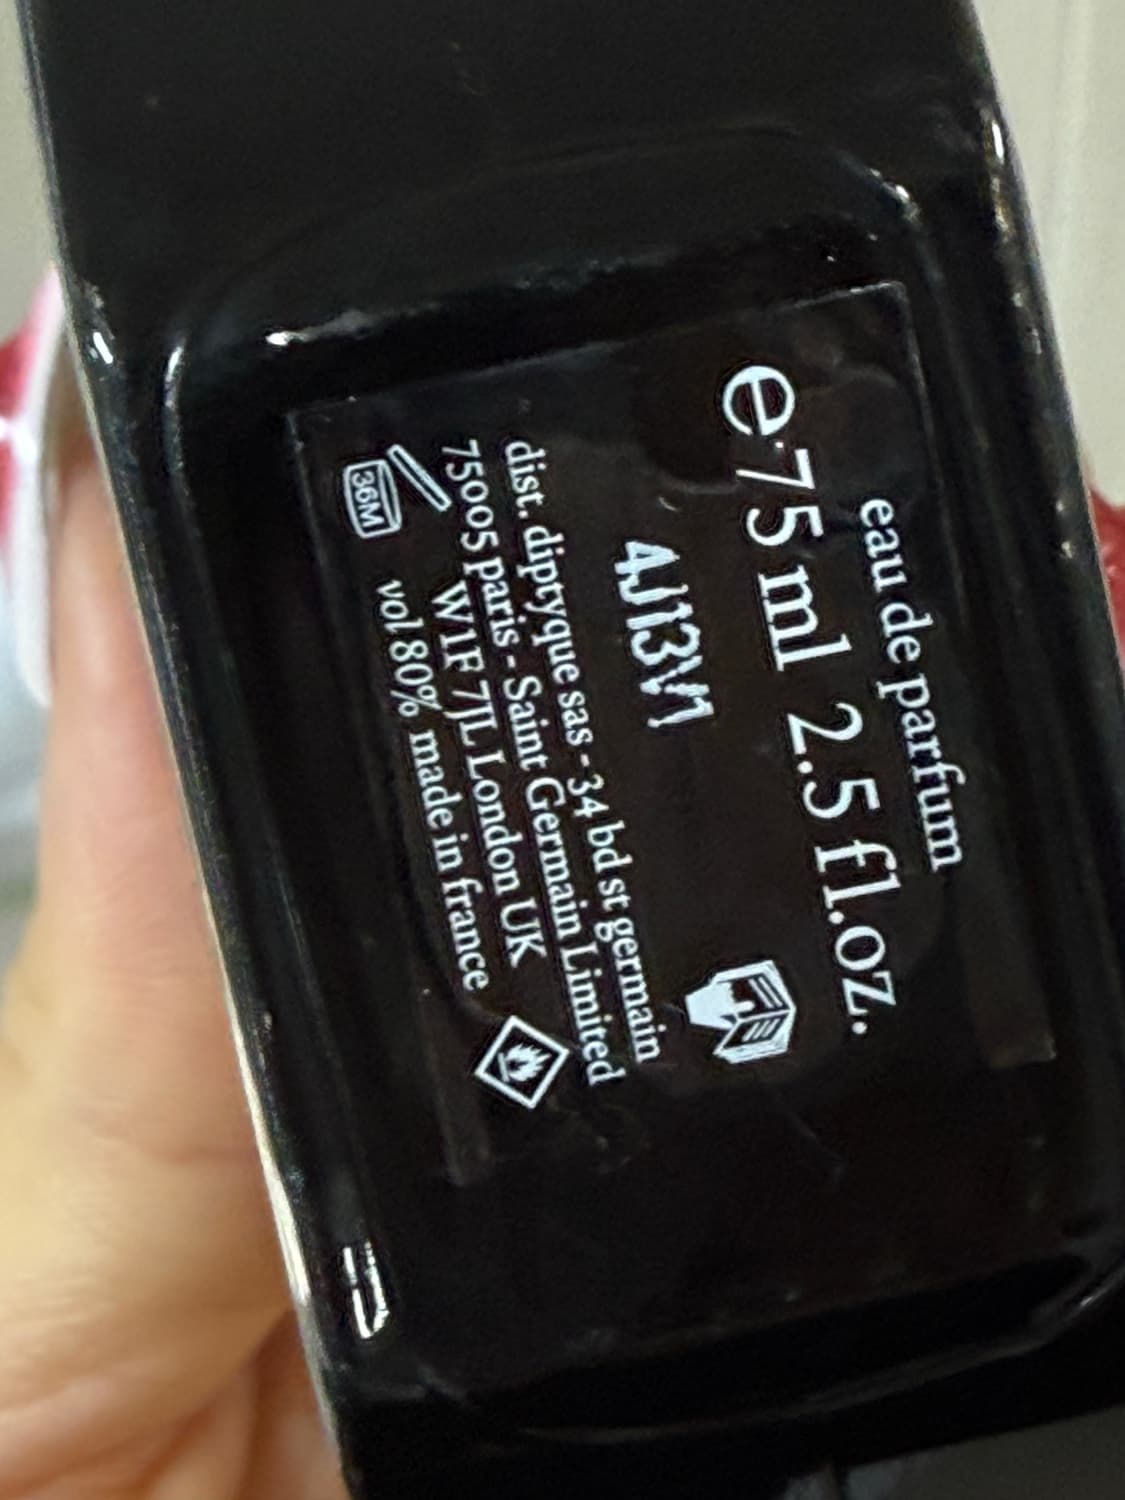 eau de parfum
e 75 ml 2.5 fl.oz.
4J13V1
dist. diptyque sas - 34 bd st germain
75005 paris - Saint Germain Limited
W1F 7JL London UK
36M vol 80% made in france